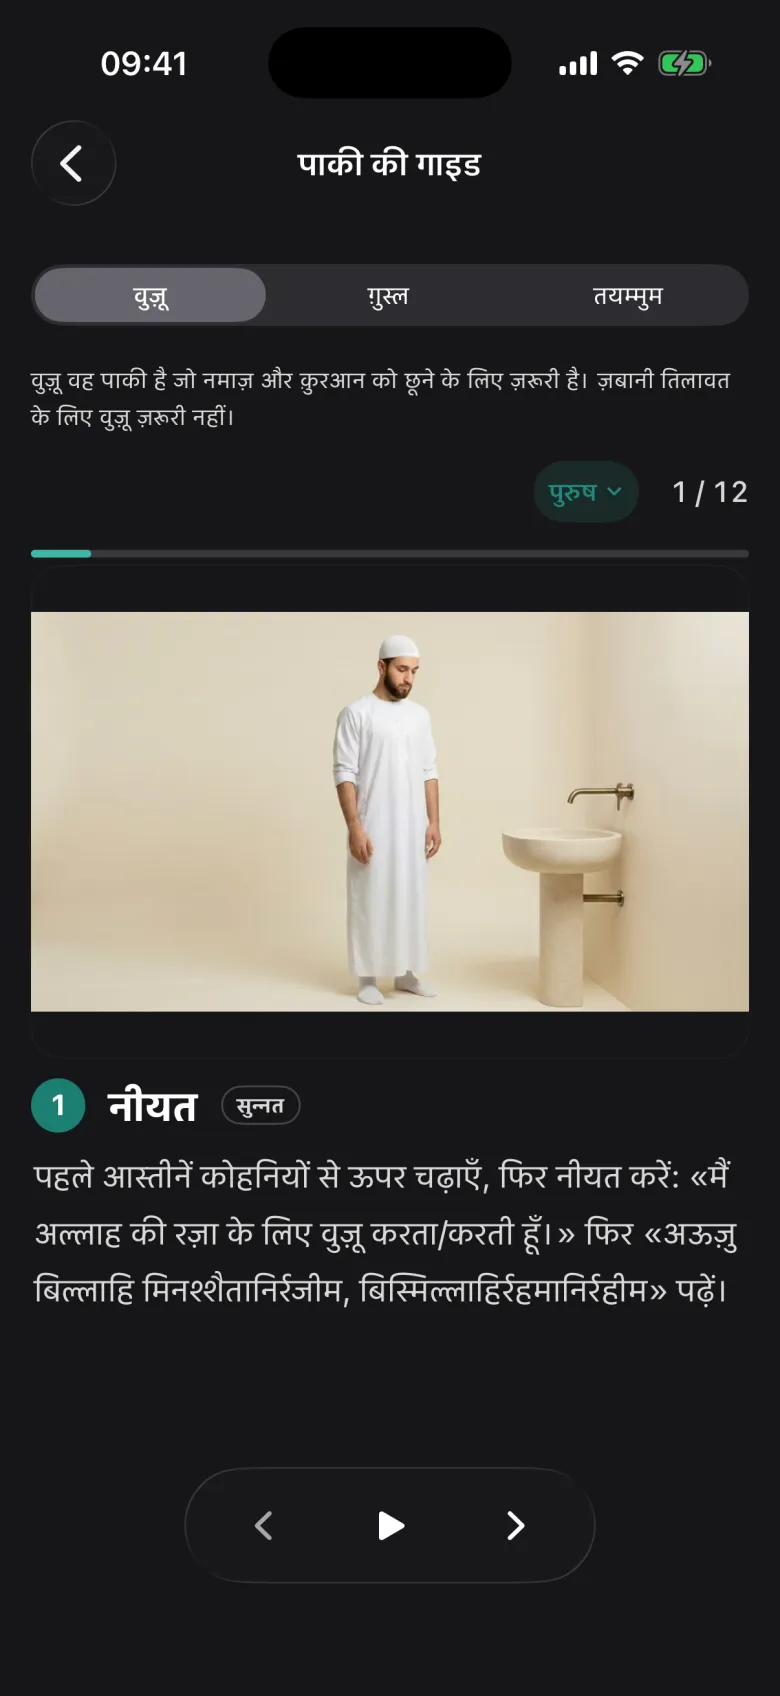 09:41
पाकी की गाइड
वुज़ू
ग़ुस्ल
तयम्मुम
वुज़ू वह पाकी है जो नमाज़ और क़ुरआन को छूने के लिए ज़रूरी है। ज़बानी तिलावत
के लिए वुज़ू ज़रूरी नहीं।
पुरुष
1 / 12
1 नीयत सुन्नत
पहले आस्तीनें कोहनियों से ऊपर चढ़ाएँ, फिर नीयत करें: «मैं
अल्लाह की रज़ा के लिए वुज़ू करता/करती हूँ।» फिर «अऊज़ु
बिल्लाहि मिनश्शैतानिर्रजीम, बिस्मिल्लाहिर्रहमानिर्रहीम» पढ़ें।